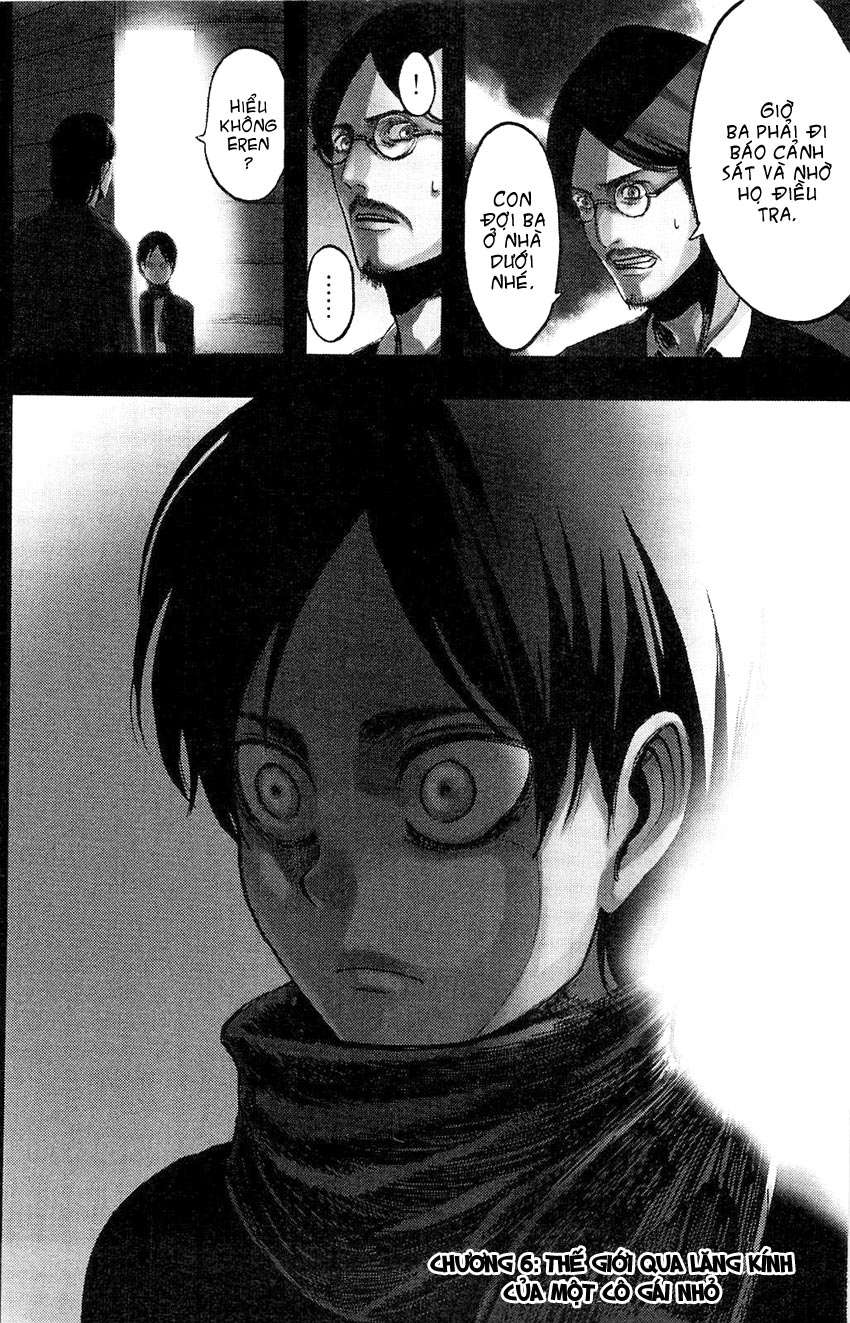 GIỜ
BA PHẢI ĐI
BÁO CẢNH
SÁT VÀ NHỜ
HỌ ĐIỀU
TRA.
CON
ĐỢI BA
Ở NHÀ
DƯỚI
NHÉ.
!
......
HIỂU
KHÔNG
EREN
?
CHƯƠNG 6: THẾ GIỚI QUA LĂNG KÍNH
CỦA MỘT CÔ GÁI NHỎ